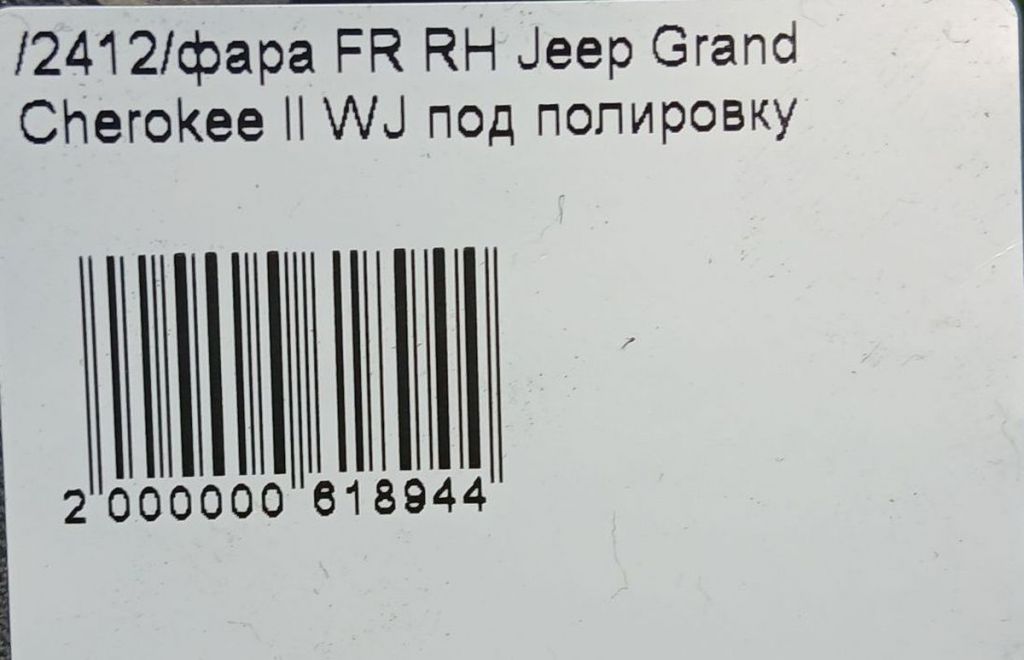 /2412/фара FR RH Jeep Grand
Cherokee II WJ под полировку
2 000000 618944